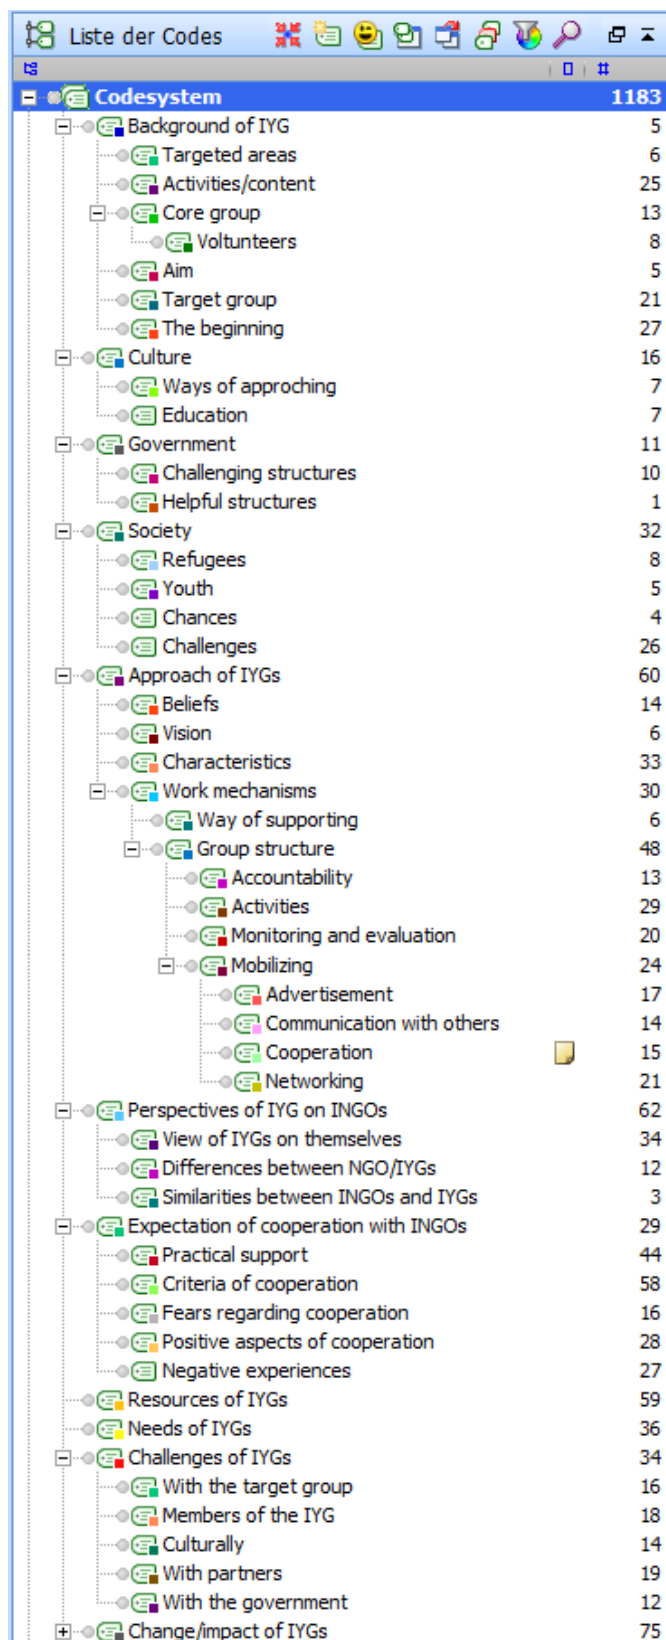 Liste der Codes
#
Codesystem 1183
Background of IYG 5
Targeted areas 6
Activities/content 25
Core group 13
Voltunteers 8
Aim 5
Target group 21
The beginning 27
Culture 16
Ways of approching 7
Education 7
Government 11
Challenging structures 10
Helpful structures 1
Society 32
Refugees 8
Youth 5
Chances 4
Challenges 26
Approach of IYGs 60
Beliefs 14
Vision 6
Characteristics 33
Work mechanisms 30
Way of supporting 6
Group structure 48
Accountability 13
Activities 29
Monitoring and evaluation 20
Mobilizing 24
Advertisement 17
Communication with others 14
Cooperation 15
Networking 21
Perspectives of IYG on INGOs 62
View of IYGs on themselves 34
Differences between NGO/IYGs 12
Similarities between INGOs and IYGs 3
Expectation of cooperation with INGOs 29
Practical support 44
Criteria of cooperation 58
Fears regarding cooperation 16
Positive aspects of cooperation 28
Negative experiences 27
Resources of IYGs 59
Needs of IYGs 36
Challenges of IYGs 34
With the target group 16
Members of the IYG 18
Culturally 14
With partners 19
With the government 12
Change/impact of IYGs 75